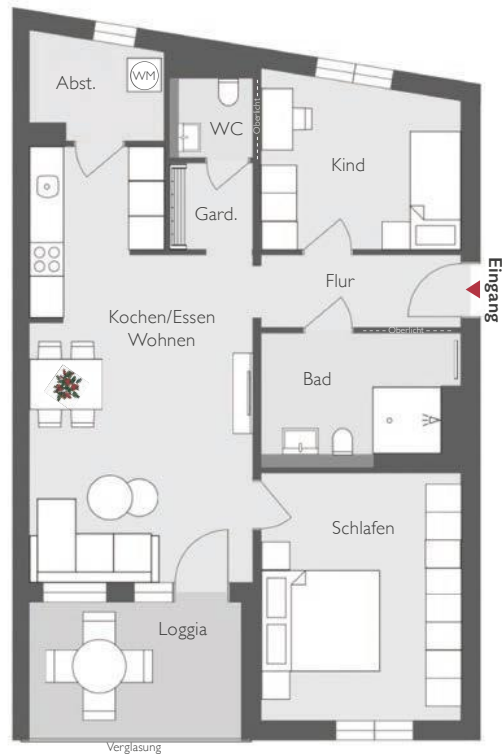 Abst.
WM
WC
Oberlicht
Kind
Gard.
Flur
Eingang
Kochen/Essen
Wohnen
Oberlicht
Bad
Schlafen
Loggia
Verglasung